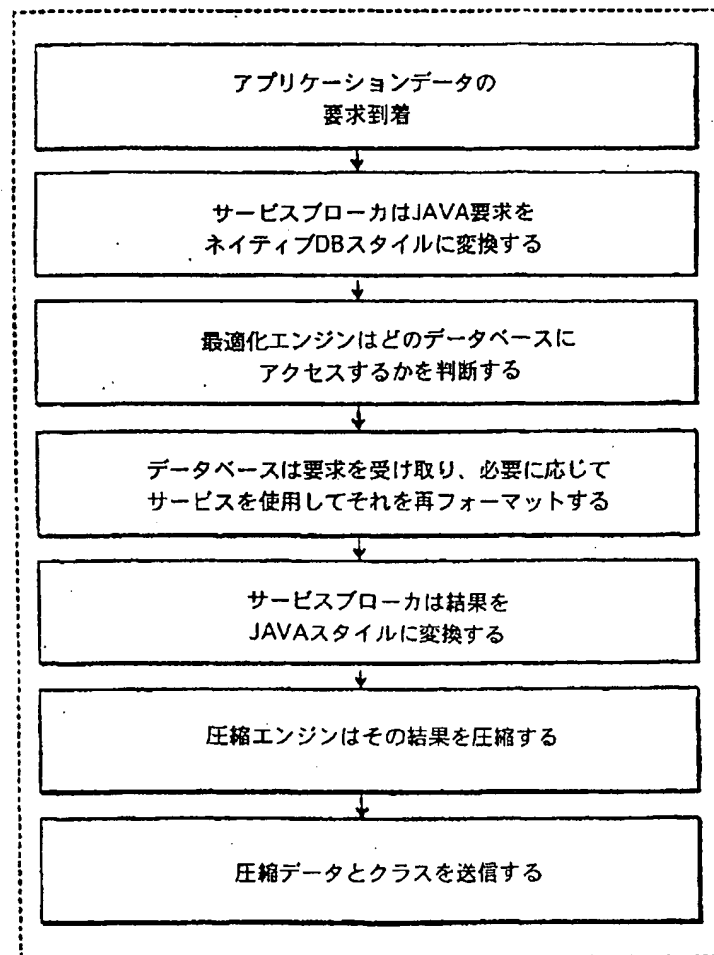 アプリケーションデータの
要求到着
サービスブローカはJAVA要求を
ネイティブDBスタイルに変換する
最適化エンジンはどのデータベースに
アクセスするかを判断する
データベースは要求を受け取り、必要に応じて
サービスを使用してそれを再フォーマットする
サービスブローカは結果を
JAVAスタイルに変換する
圧縮エンジンはその結果を圧縮する
圧縮データとクラスを送信する